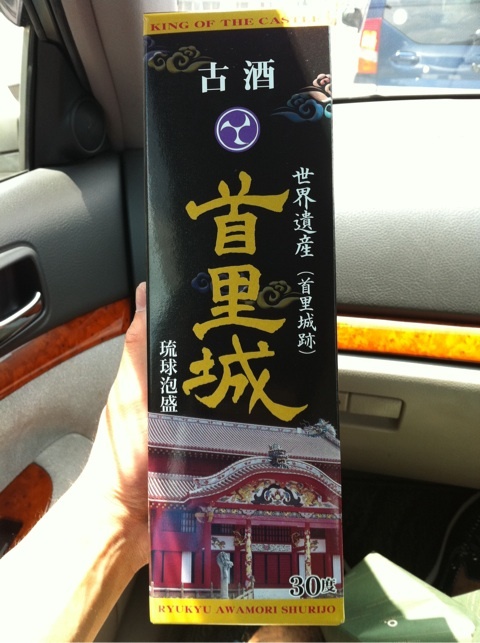 KING OF THE CASTLE
古酒
世界遺産(首里城跡)
首里城
琉球泡盛
30度
RYUKYU AWAMORI SHURIJO